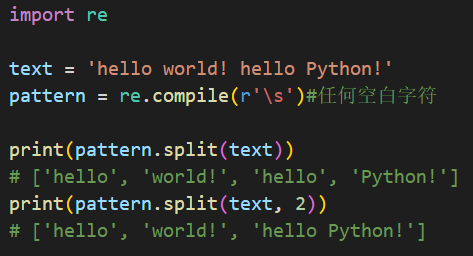 import re
text = 'hello world! hello Python!'
pattern = re.compile(r'\s')#任何空白字符
print(pattern.split(text))
# ['hello', 'world!', 'hello', 'Python!']
print(pattern.split(text, 2))
# ['hello', 'world!', 'hello Python!']